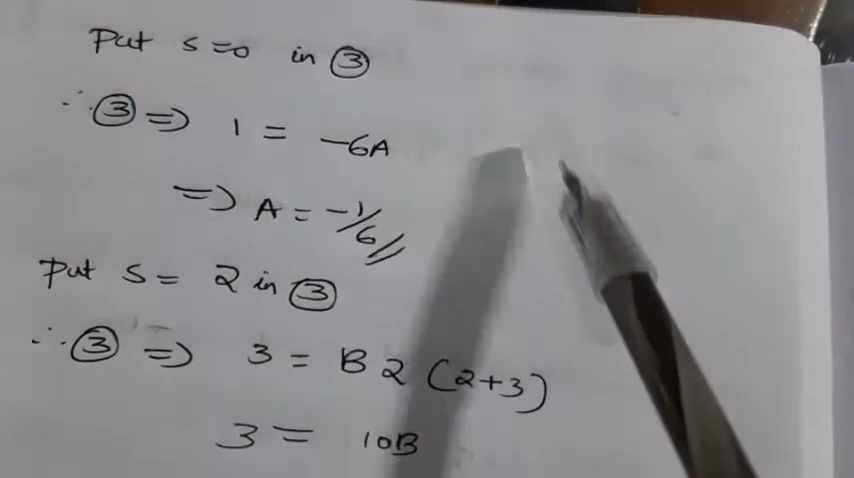 Put s=0 in ③
∴ ③ ⇒ 1 = -6A
⇒ A = -1/6 //
Put S = 2 in ③
∴ ③ ⇒ 3 = B 2 (2+3)
3 = 10B